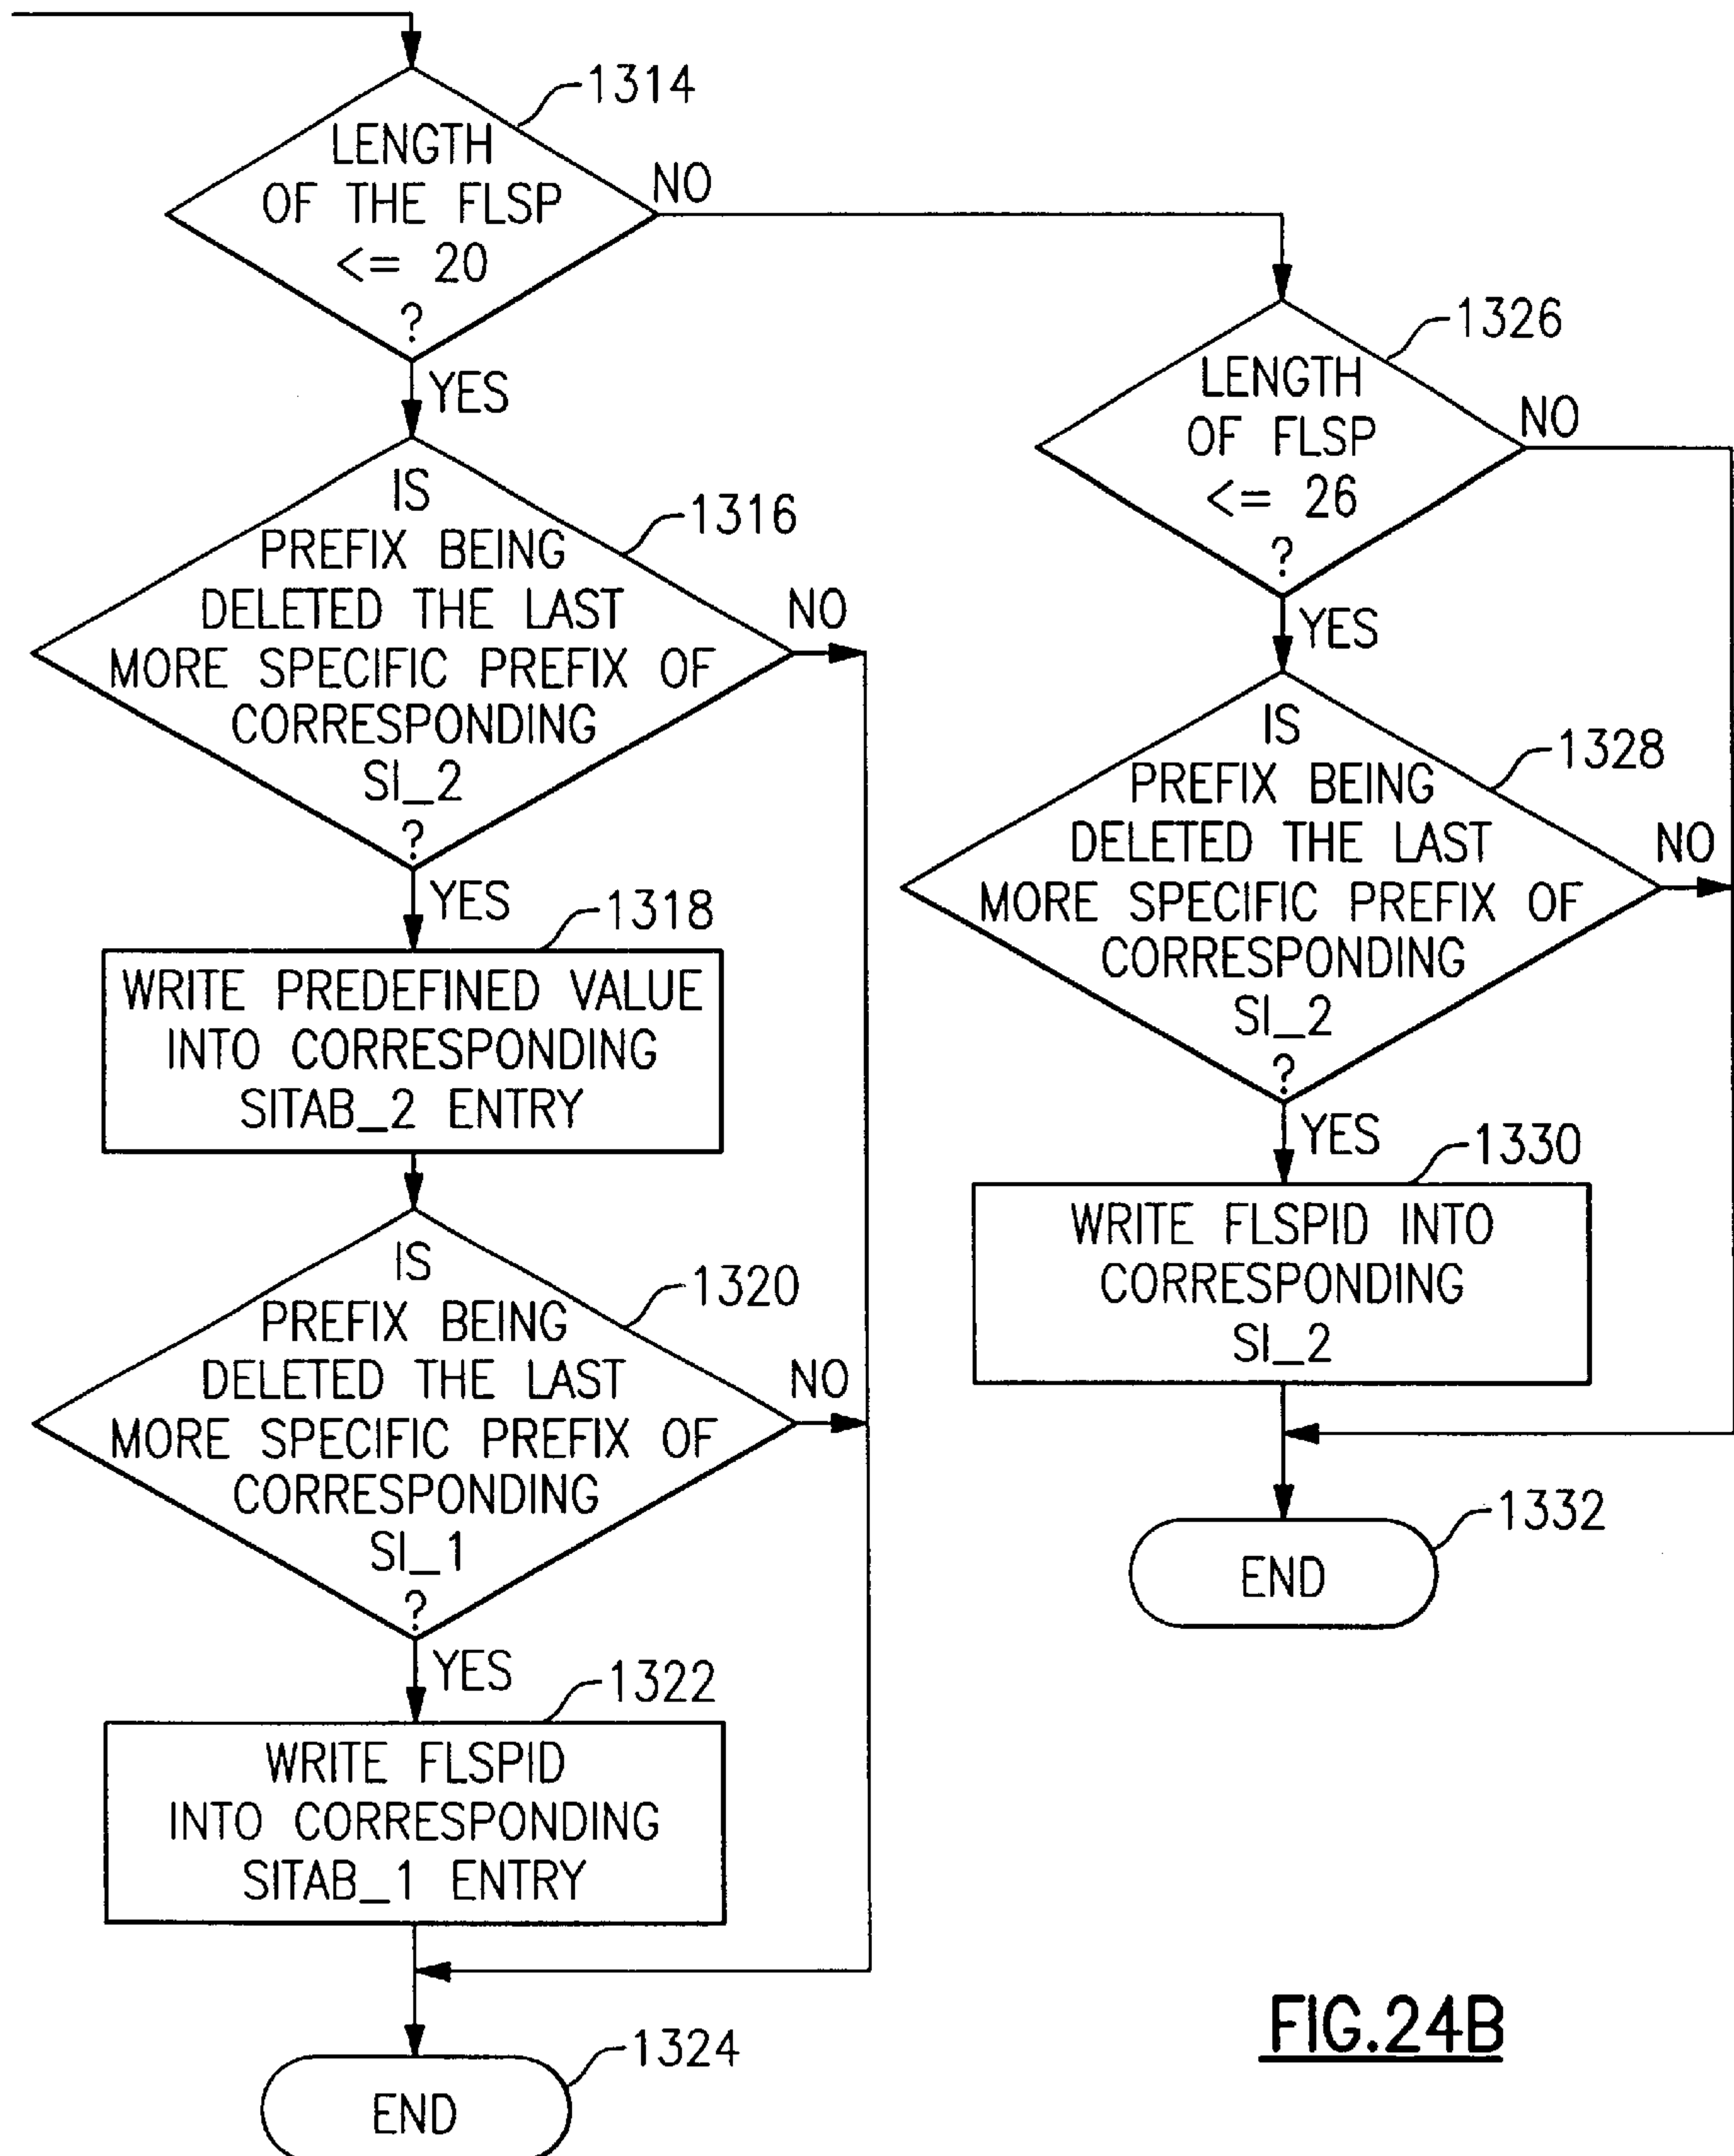 1314
LENGTH
OF THE FLSP
<= 20
?
NO
YES
IS
PREFIX BEING
DELETED THE LAST
MORE SPECIFIC PREFIX OF
CORRESPONDING
SI_2
?
1316
NO
YES
1318
WRITE PREDEFINED VALUE
INTO CORRESPONDING
SITAB_2 ENTRY
IS
PREFIX BEING
DELETED THE LAST
MORE SPECIFIC PREFIX OF
CORRESPONDING
SI_1
?
1320
NO
YES
1322
WRITE FLSPID
INTO CORRESPONDING
SITAB_1 ENTRY
1324
END
1326
LENGTH
OF FLSP
<= 26
?
NO
YES
IS
PREFIX BEING
DELETED THE LAST
MORE SPECIFIC PREFIX OF
CORRESPONDING
SI_2
?
1328
NO
YES
1330
WRITE FLSPID INTO
CORRESPONDING
SI_2
1332
END
FIG.24B